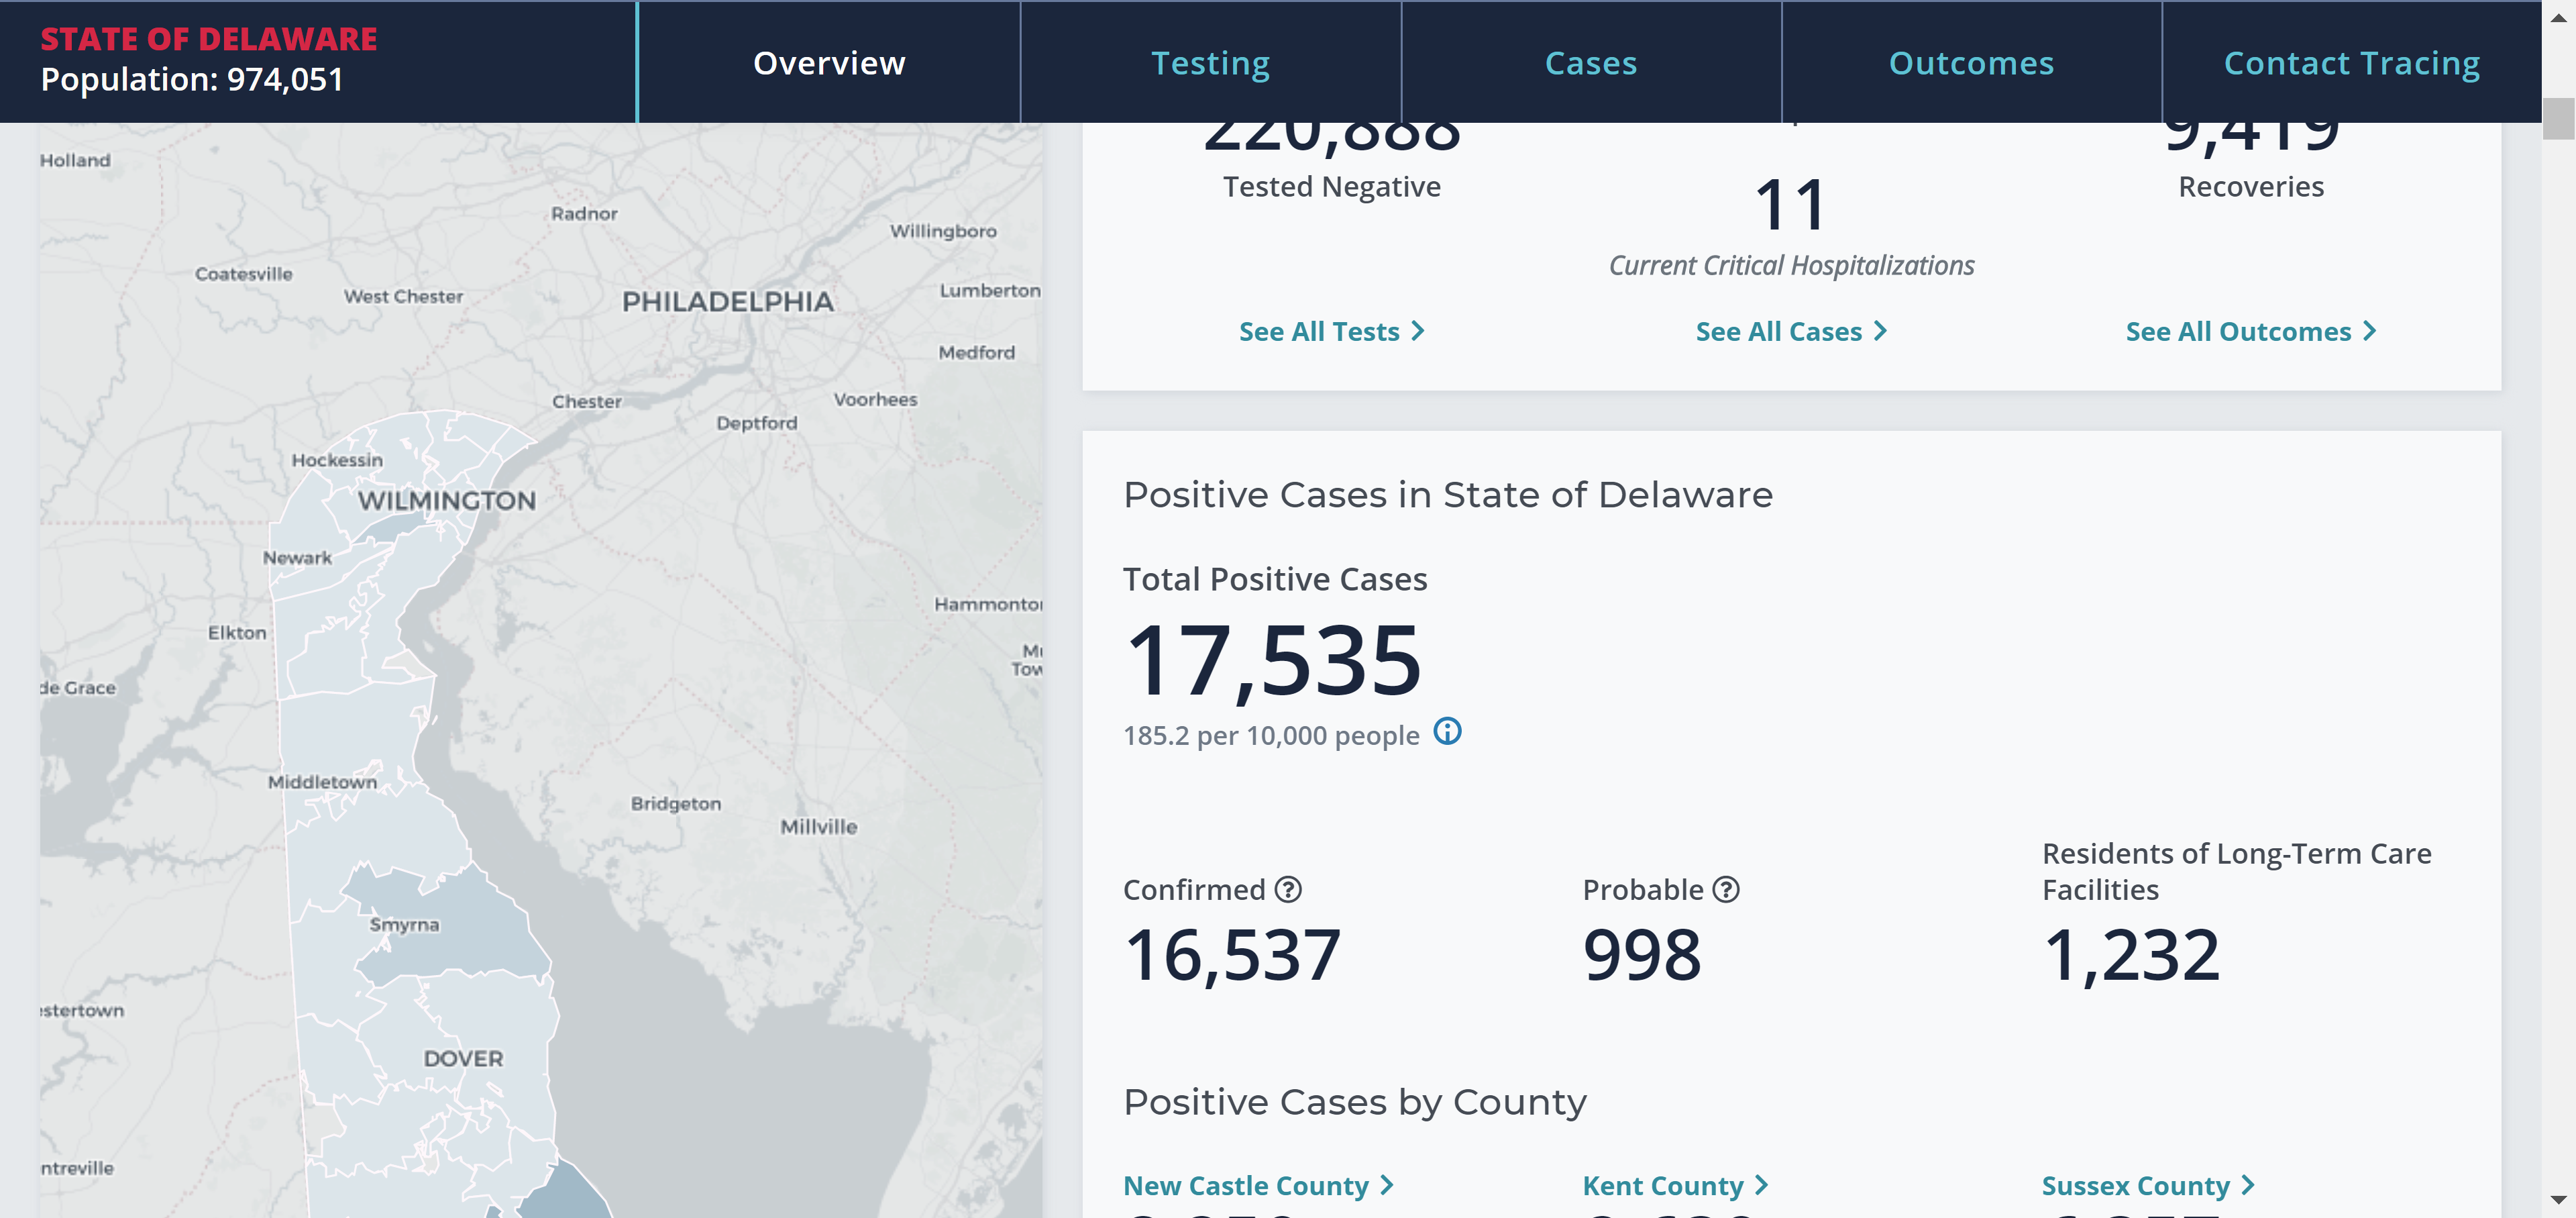 STATE OF DELAWARE
Population: 974,051
Overview
Testing
Cases
Outcomes
Contact Tracing
Holland
Radnor
Willingboro
Coatesville
West Chester
PHILADELPHIA
Lumberton
Medford
Chester
Voorhees
Deptford
Hockessin
WILMINGTON
Newark
Hammonto
Elkton
Tow
de Grace
Middletown
Bridgeton
Millville
Smyrna
estertown
DOVER
ntreville
220,888
Tested Negative
11
Current Critical Hospitalizations
9,419
Recoveries
See All Tests
See All Cases
See All Outcomes
Positive Cases in State of Delaware
Total Positive Cases
17,535
185.2 per 10,000 people
Confirmed
16,537
Probable
998
Residents of Long-Term Care
Facilities
1,232
Positive Cases by County
New Castle County
Kent County
Sussex County